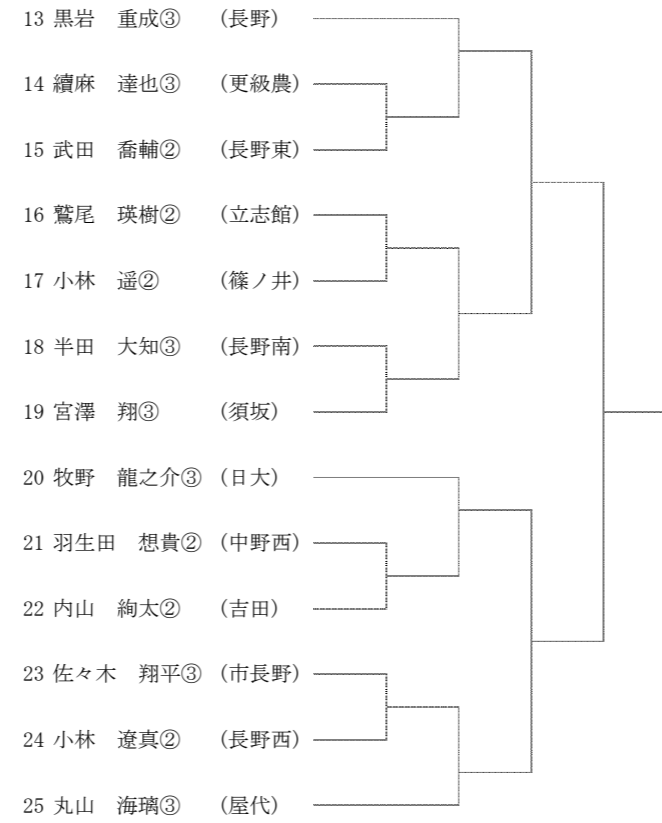 13 黒岩　重成③　(長野)
14 續麻　達也③　(更級農)
15 武田　喬輔②　(長野東)
16 鷲尾　瑛樹②　(立志館)
17 小林　遥②　(篠ノ井)
18 半田　大知③　(長野南)
19 宮澤　翔③　(須坂)
20 牧野　龍之介③　(日大)
21 羽生田　想貴②　(中野西)
22 内山　絢太②　(吉田)
23 佐々木　翔平③　(市長野)
24 小林　遼真②　(長野西)
25 丸山　海璃③　(屋代)